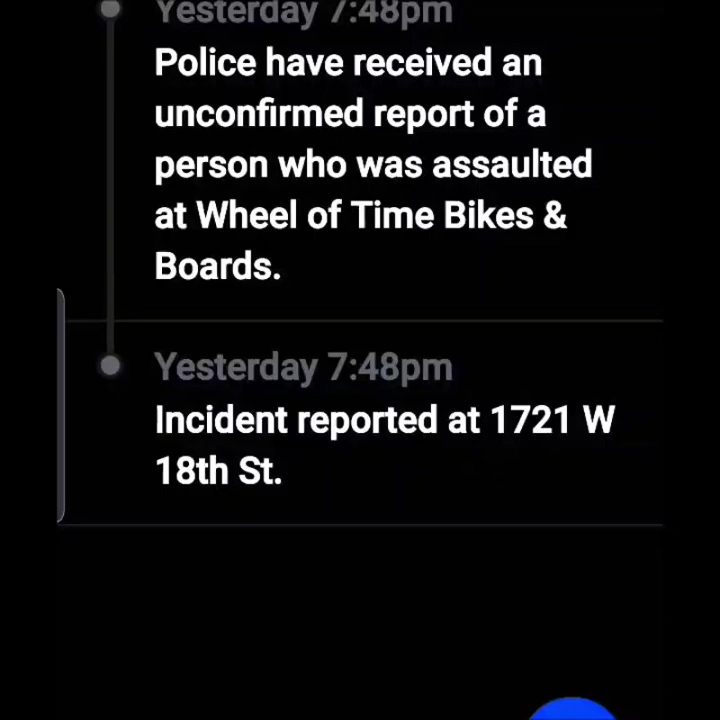 Yesterday 7:48pm
Police have received an
unconfirmed report of a
person who was assaulted
at Wheel of Time Bikes &
Boards.
Yesterday 7:48pm
Incident reported at 1721 W
18th St.